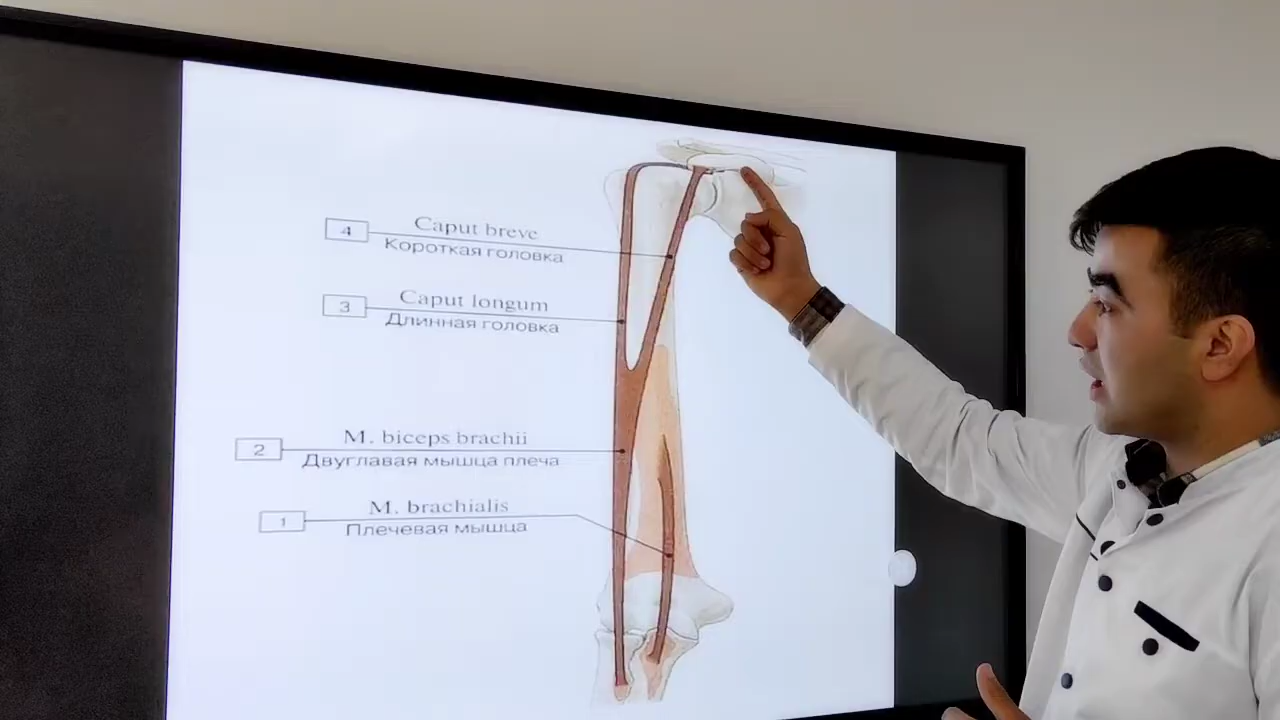 4 Caput breve
Короткая головка
3 Caput longum
Длинная головка
2 M. biceps brachii
Двуглавая мышца плеча
1 M. brachialis
Плечевая мышца